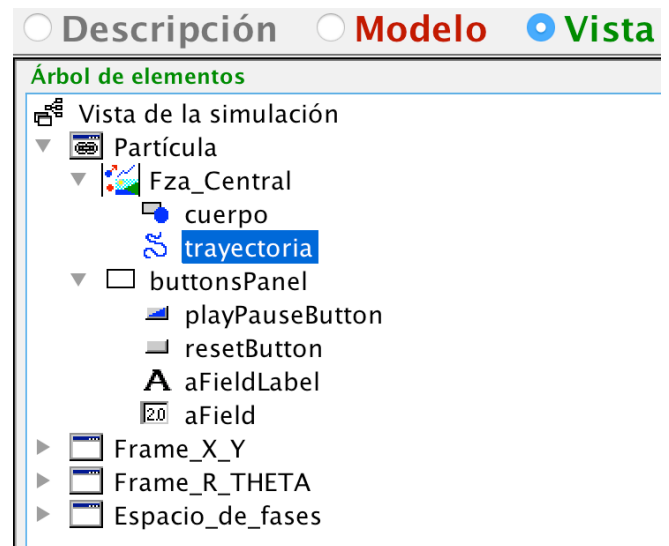 Descripción Modelo Vista
Árbol de elementos
Vista de la simulación
Partícula
Fza_Central
cuerpo
trayectoria
buttonsPanel
playPauseButton
resetButton
A aFieldLabel
2.0 aField
Frame_X_Y
Frame_R_THETA
Espacio_de_fases